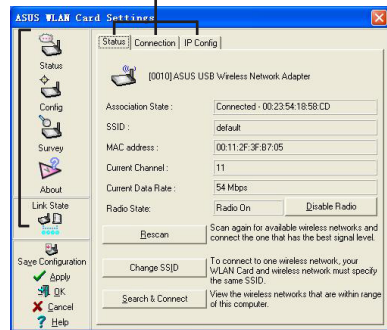 ASUS WLAN Card Settings
Status
Config
Survey
About
Link State
Save Configuration
Apply
OK
Cancel
Help
Status Connection IP Config
[0010] ASUS USB Wireless Network Adapter
Association State : Connected - 00:23:54:18:58:CD
SSID : default
MAC address : 00:11:2F:3F:B7:05
Current Channel : 11
Current Data Rate : 54 Mbps
Radio State: Radio On Disable Radio
Rescan
Scan again for available wireless networks and
connect the one that has the best signal level.
Change SSID
To connect to one wireless network, your
WLAN Card and wireless network must specify
the same SSID.
Search & Connect
View the wireless networks that are within range
of this computer.